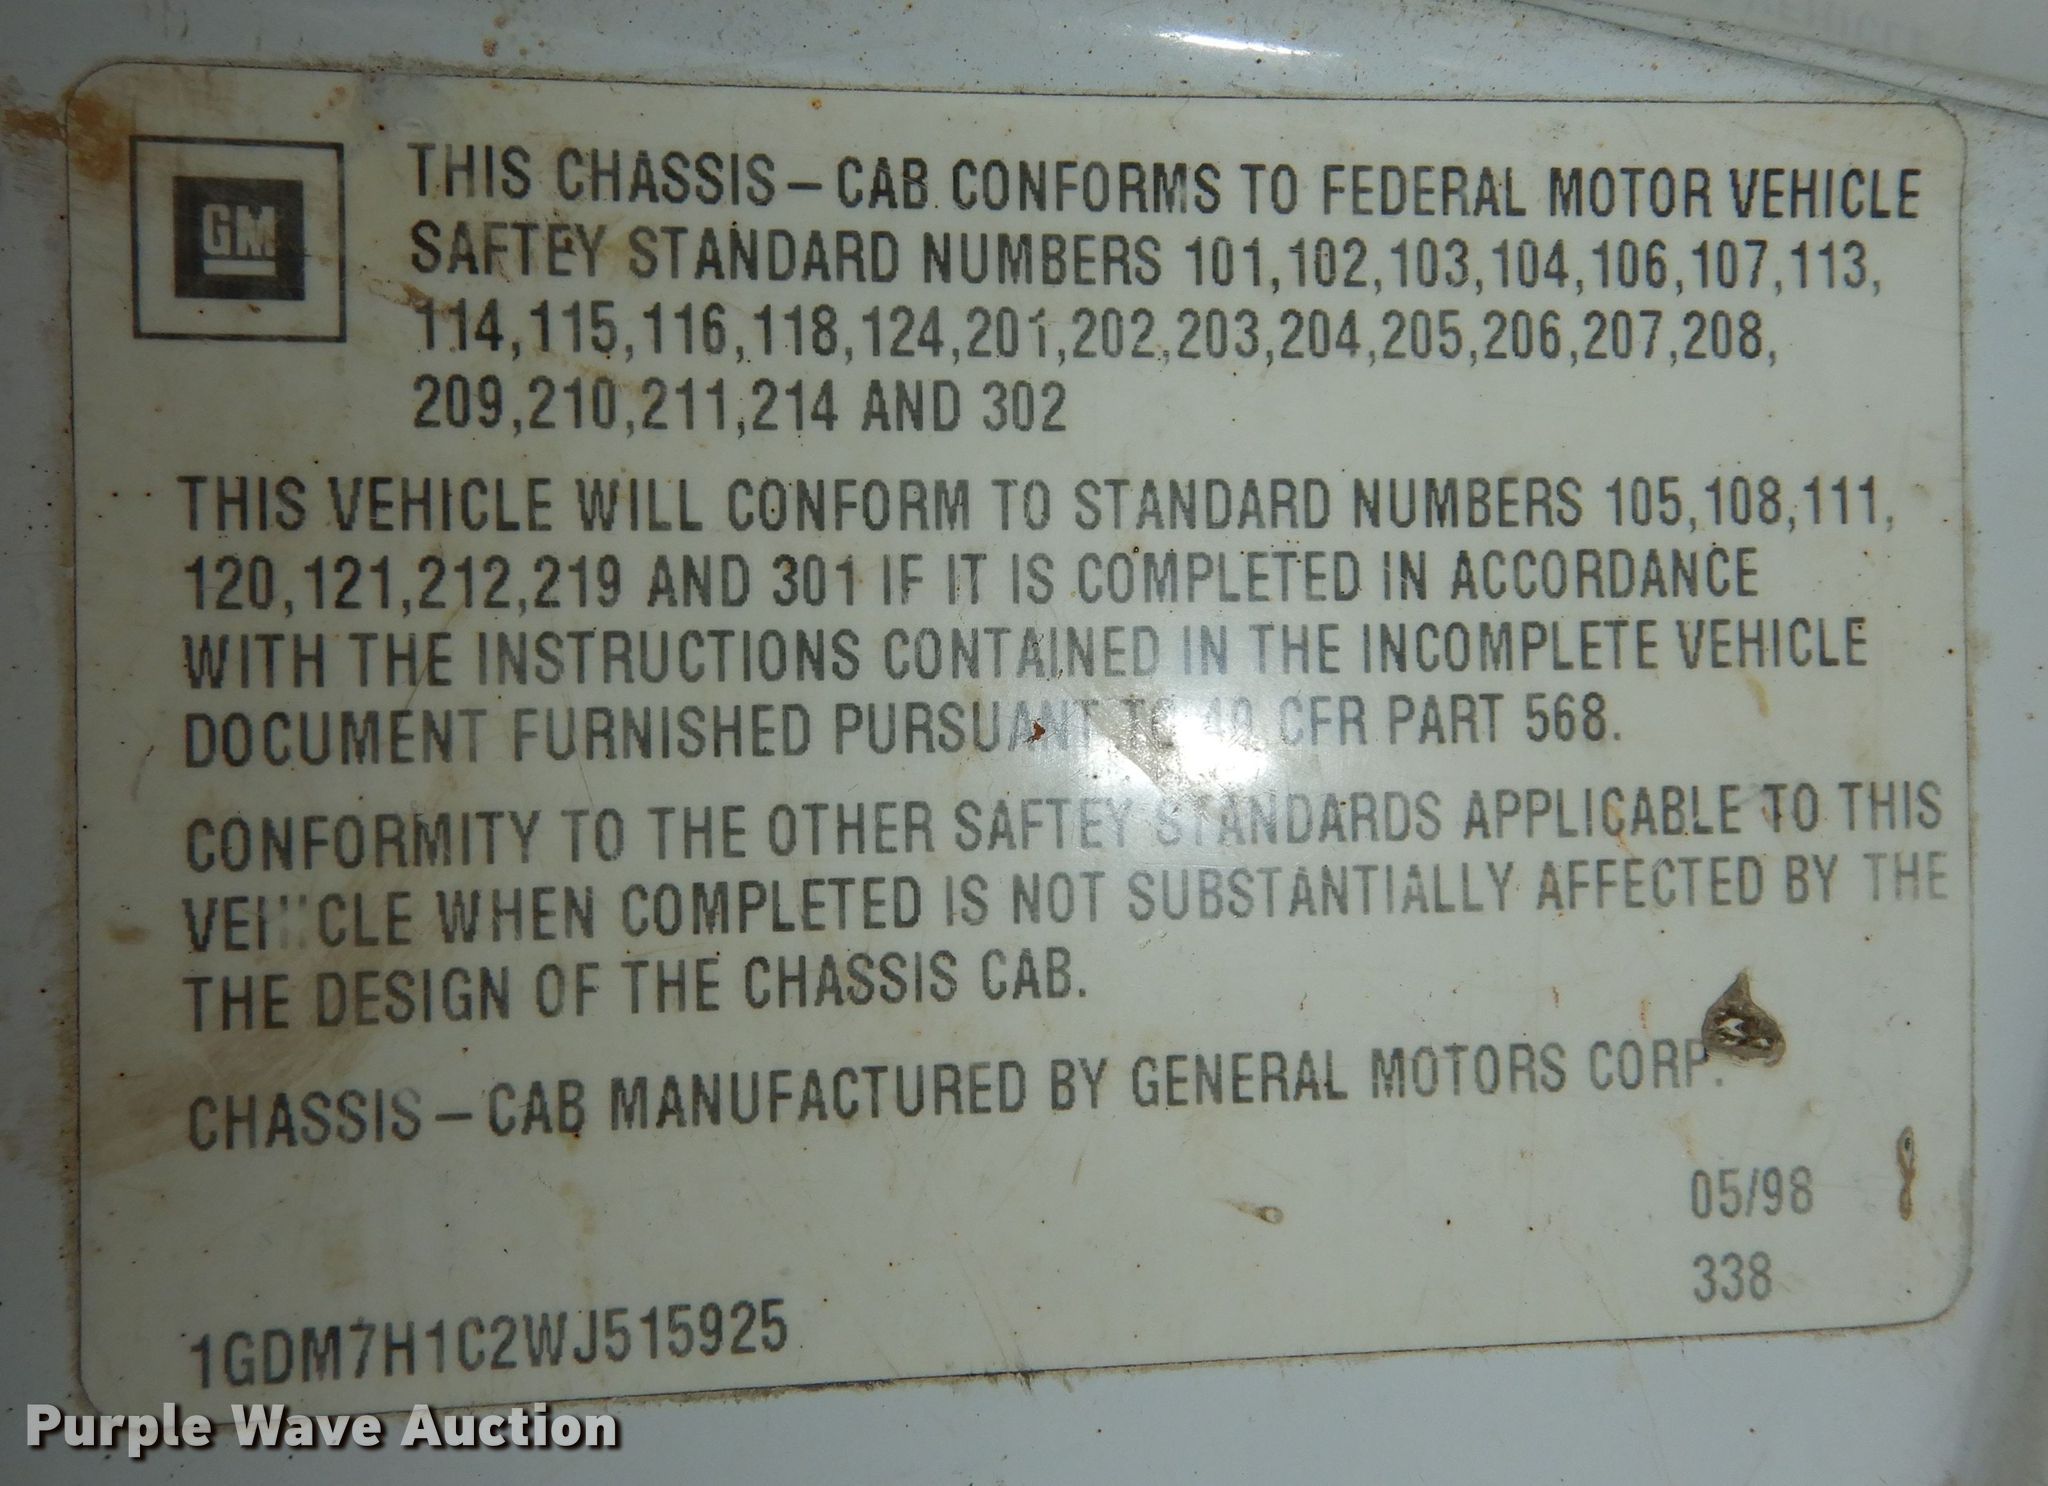 GM
THIS CHASSIS – CAB CONFORMS TO FEDERAL MOTOR VEHICLE
SAFTEY STANDARD NUMBERS 101,102,103,104,106,107,113,
114,115,116,118,124,201,202,203,204,205,206,207,208,
209,210,211,214 AND 302
THIS VEHICLE WILL CONFORM TO STANDARD NUMBERS 105,108,111,
120,121,212,219 AND 301 IF IT IS COMPLETED IN ACCORDANCE
WITH THE INSTRUCTIONS CONTAINED IN THE INCOMPLETE VEHICLE
DOCUMENT FURNISHED PURSUANT TO 49 CFR PART 568.
CONFORMITY TO THE OTHER SAFTEY STANDARDS APPLICABLE TO THIS
VEHICLE WHEN COMPLETED IS NOT SUBSTANTIALLY AFFECTED BY THE
THE DESIGN OF THE CHASSIS CAB.
CHASSIS – CAB MANUFACTURED BY GENERAL MOTORS CORP.
05/98
338
1GDM7H1C2WJ515925
Purple Wave Auction